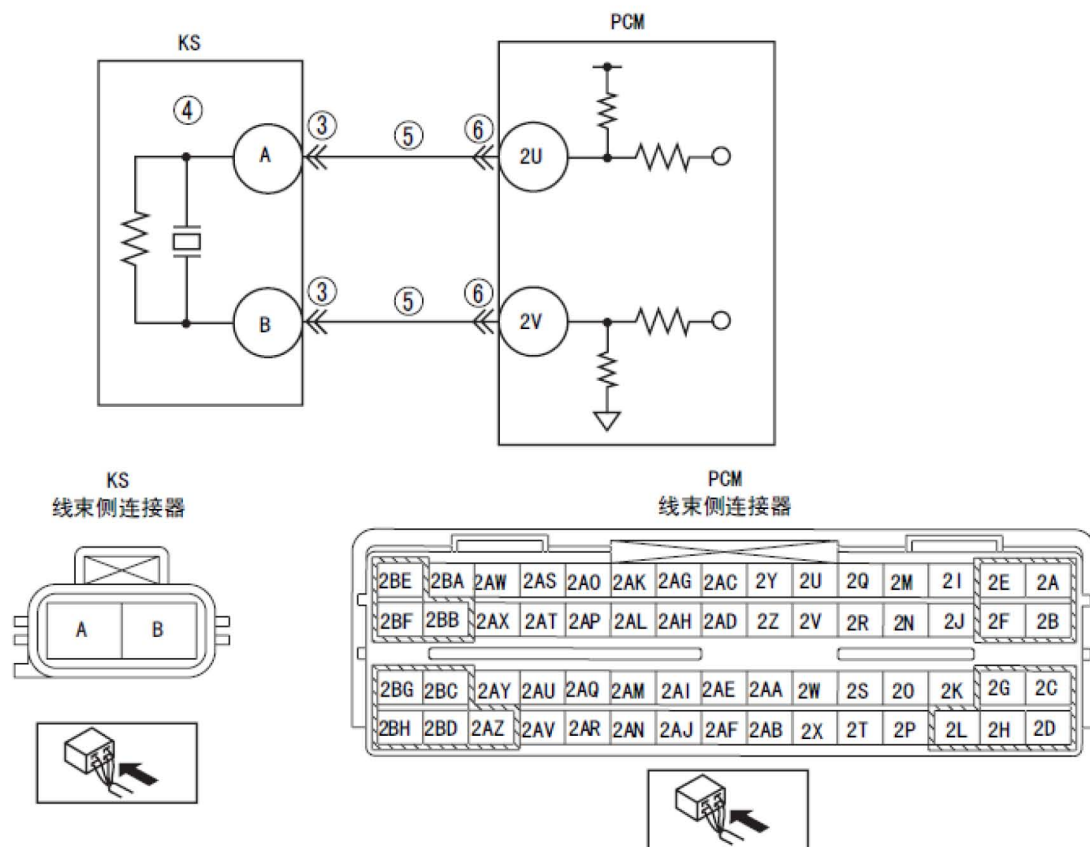 KS
PCM
④
A
③
⑤
⑥
2U
B
③
⑤
⑥
2V
KS
线束侧连接器
PCM
线束侧连接器
A B
2BE 2BA 2AW 2AS 2AO 2AK 2AG 2AC 2Y 2U 2Q 2M 2I 2E 2A
2BF 2BB 2AX 2AT 2AP 2AL 2AH 2AD 2Z 2V 2R 2N 2J 2F 2B
2BG 2BC 2AY 2AU 2AQ 2AM 2AI 2AE 2AA 2W 2S 2O 2K 2G 2C
2BH 2BD 2AZ 2AV 2AR 2AN 2AJ 2AF 2AB 2X 2T 2P 2L 2H 2D